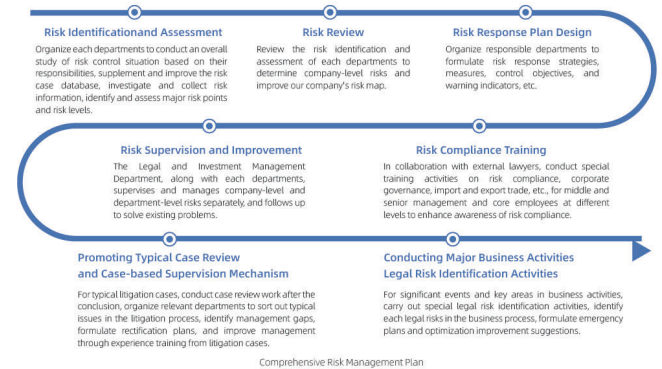 Risk Identificationand Assessment
Organize each departments to conduct an overall
study of risk control situation based on their
responsibilities, supplement and improve the risk
case database, investigate and collect risk
information, identify and assess major risk points
and risk levels.
Risk Review
Review the risk identification and
assessment of each departments to
determine company-level risks and
improve our company's risk map.
Risk Response Plan Design
Organize responsible departments to
formulate risk response strategies,
measures, control objectives, and
warning indicators, etc.
Risk Supervision and Improvement
The Legal and Investment Management
Department, along with each departments,
supervises and manages company-level and
department-level risks separately, and follows up
to solve existing problems.
Risk Compliance Training
In collaboration with external lawyers, conduct special
training activities on risk compliance, corporate
governance, import and export trade, etc., for middle and
senior management and core employees at different
levels to enhance awareness of risk compliance.
Promoting Typical Case Review
and Case-based Supervision Mechanism
For typical litigation cases, conduct case review work after the
conclusion, organize relevant departments to sort out typical
issues in the litigation process, identify management gaps,
formulate rectification plans, and improve management
through experience training from litigation cases.
Conducting Major Business Activities
Legal Risk Identification Activities
For significant events and key areas in business activities,
carry out special legal risk identification activities, identify
each legal risks in the business process, formulate emergency
plans and optimization improvement suggestions.
Comprehensive Risk Management Plan